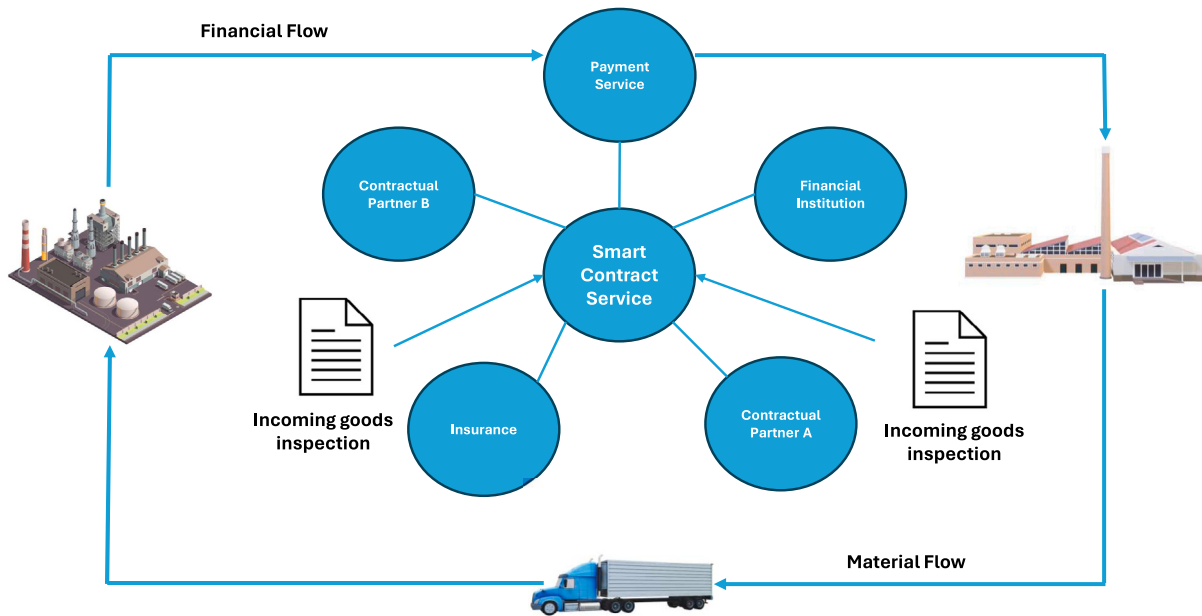 Financial Flow
Payment
Service
Contractual
Partner B
Financial
Institution
Smart
Contract
Service
Incoming goods
inspection
Insurance
Contractual
Partner A
Incoming goods
inspection
Material Flow